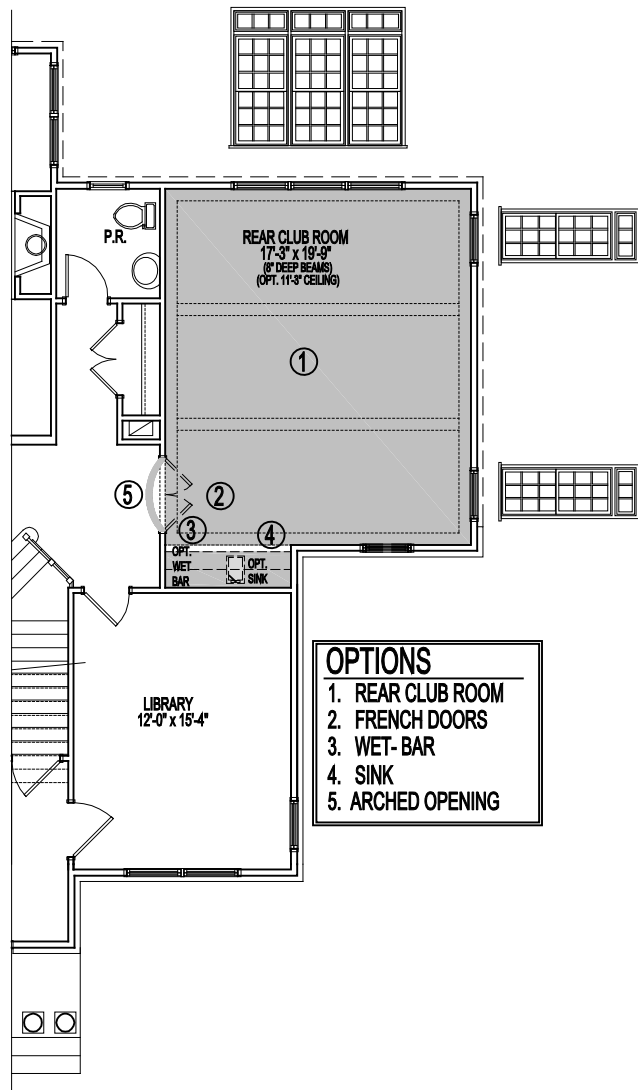 P.R.
REAR CLUB ROOM
17'-3" x 19'-9"
(8" DEEP BEAMS)
(OPT. 11'-3" CEILING)
1
5
2
3
4
OPT.
WET
BAR
OPT.
SINK
LIBRARY
12'-0" x 15'-4"
OPTIONS
1. REAR CLUB ROOM
2. FRENCH DOORS
3. WET- BAR
4. SINK
5. ARCHED OPENING